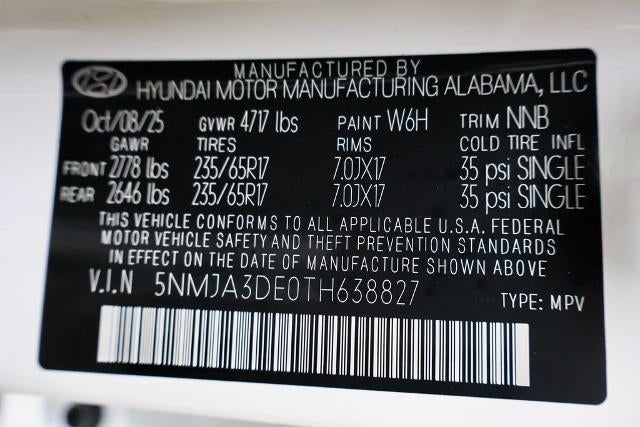 MANUFACTURED BY
HYUNDAI MOTOR MANUFACTURING ALABAMA, LLC
Oct/08/25 GVWR 4717 lbs PAINT W6H TRIM NNB
GAWR TIRES RIMS COLD TIRE INFL
FRONT 2778 lbs 235/65R17 7.0JX17 35 psi SINGLE
REAR 2646 lbs 235/65R17 7.0JX17 35 psi SINGLE
THIS VEHICLE CONFORMS TO ALL APPLICABLE U.S.A. FEDERAL
MOTOR VEHICLE SAFETY AND THEFT PREVENTION STANDARDS
IN EFFECT ON THE DATE OF MANUFACTURE SHOWN ABOVE
V.I.N 5NMJA3DE0TH638827 TYPE: MPV